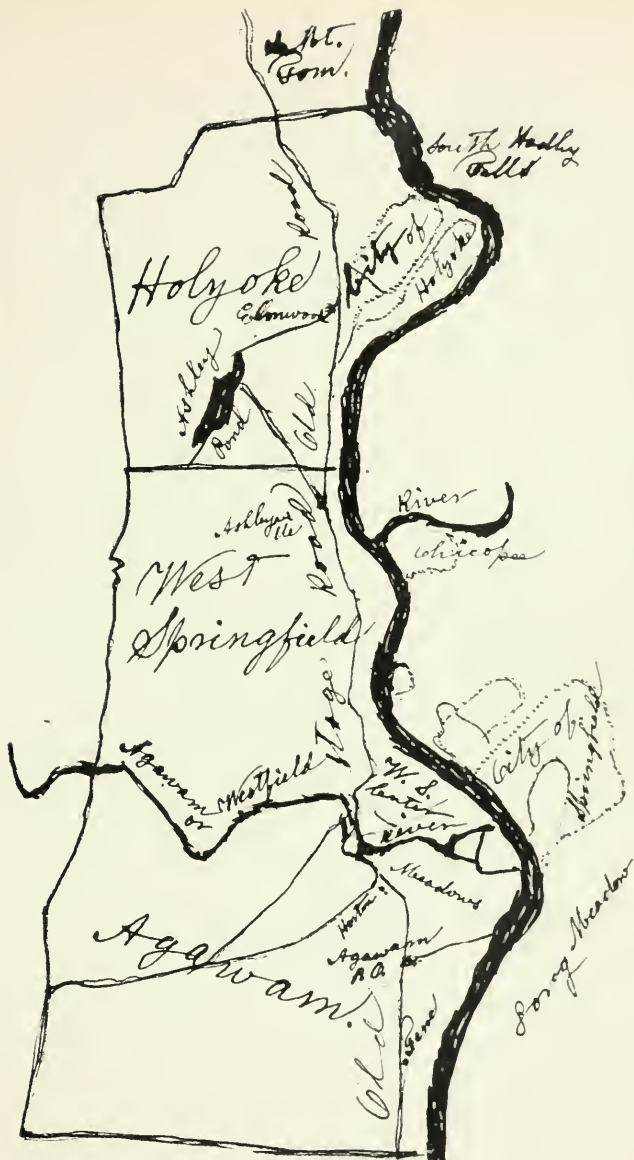 Mt.
Tom.
South Hadley
Falls
Road
City of
Holyoke
Holyoke
Elmwood
Ashley
Pond
Old
River
Chicopee
Ashleyville
Road
West
Springfield
Stage
City of
Springfield
Agawam
or
Westfield
W. S.
Center
River
Meadows
Long Meadow
Horton
Agawam
P.O.
Agawam.
Old